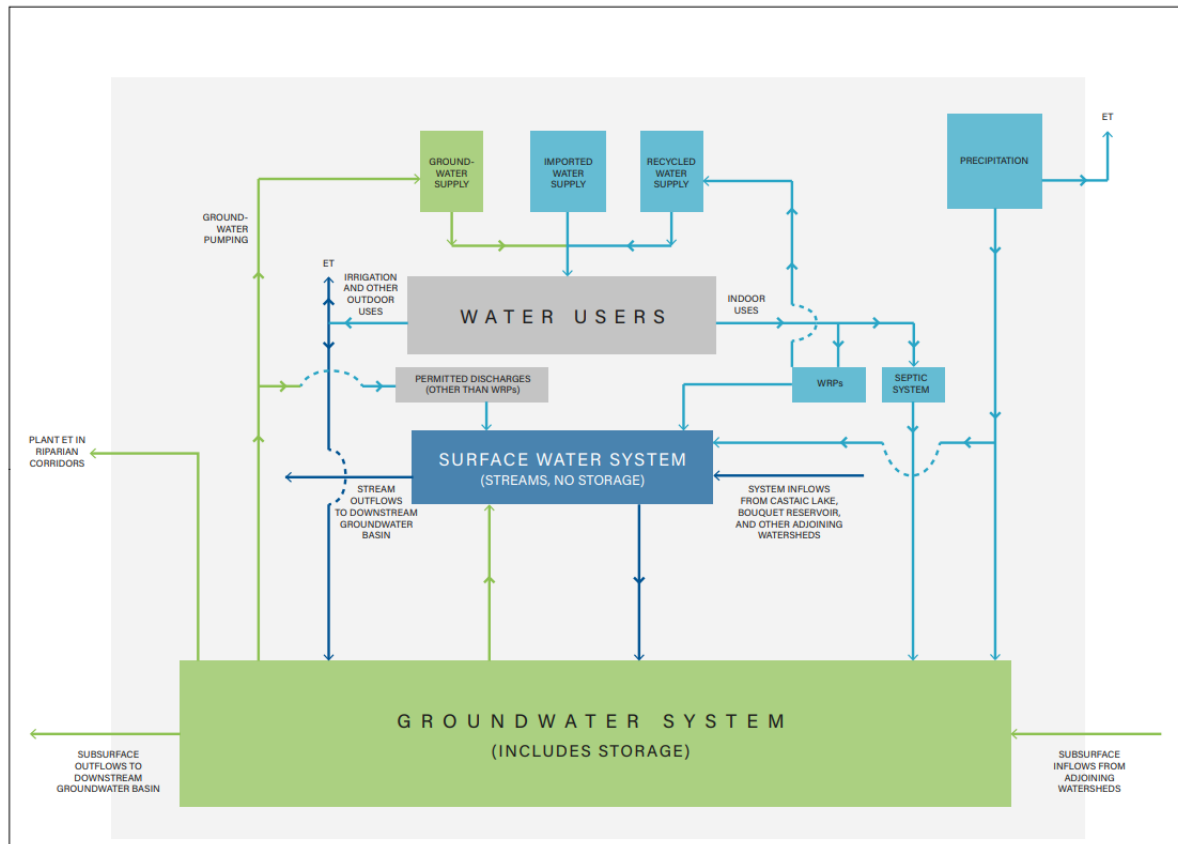 GROUND-
WATER
SUPPLY
IMPORTED
WATER
SUPPLY
RECYCLED
WATER
SUPPLY
PRECIPITATION
ET
GROUND-
WATER
PUMPING
ET
IRRIGATION
AND OTHER
OUTDOOR
USES
WATER USERS
INDOOR
USES
PERMITTED DISCHARGES
(OTHER THAN WRPs)
WRPs
SEPTIC
SYSTEM
PLANT ET IN
RIPARIAN
CORRIDORS
SURFACE WATER SYSTEM
(STREAMS, NO STORAGE)
STREAM
OUTFLOWS
TO DOWNSTREAM
GROUNDWATER
BASIN
SYSTEM INFLOWS
FROM CASTAIC LAKE,
BOUQUET RESERVOIR,
AND OTHER ADJOINING
WATERSHEDS
GROUNDWATER SYSTEM
(INCLUDES STORAGE)
SUBSURFACE
OUTFLOWS TO
DOWNSTREAM
GROUNDWATER BASIN
SUBSURFACE
INFLOWS FROM
ADJOINING
WATERSHEDS